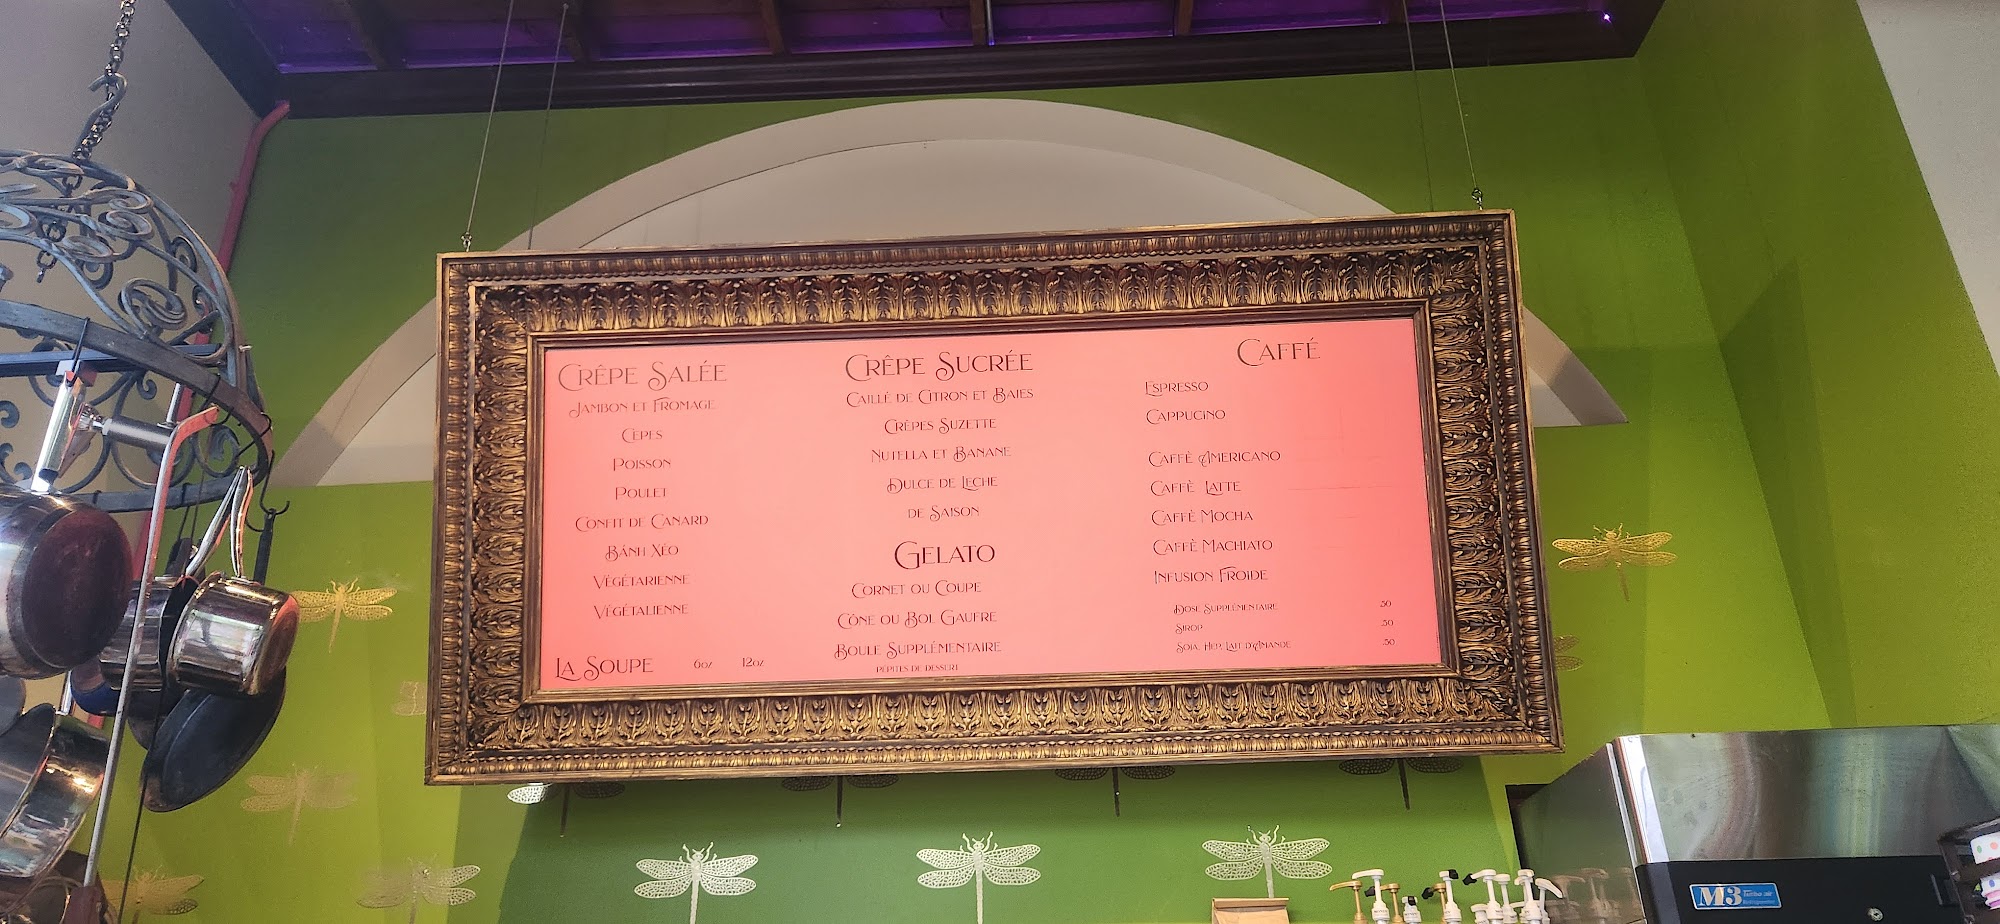 Crêpe Salée
Jambon et Fromage
Cèpes
Poisson
Poulet
Confit de Canard
Bánh Xèo
Végétarienne
Végétalienne
La Soupe 6oz 12oz
Crêpe Sucrée
Caillé de Citron et Baies
Crêpes Suzette
Nutella et Banane
Dulce de Leche
de Saison
Gelato
Cornet ou Coupe
Cône ou Bol Gaufre
Boule Supplémentaire
Pépites de Dessert
Caffé
Espresso
Cappucino
Caffè Americano
Caffè Latte
Caffè Mocha
Caffè Machiato
Infusion Froide
Dose Supplémentaire .50
Sirop .50
Soja, Hep, Lait d'Amande .50
M3 Turbo air